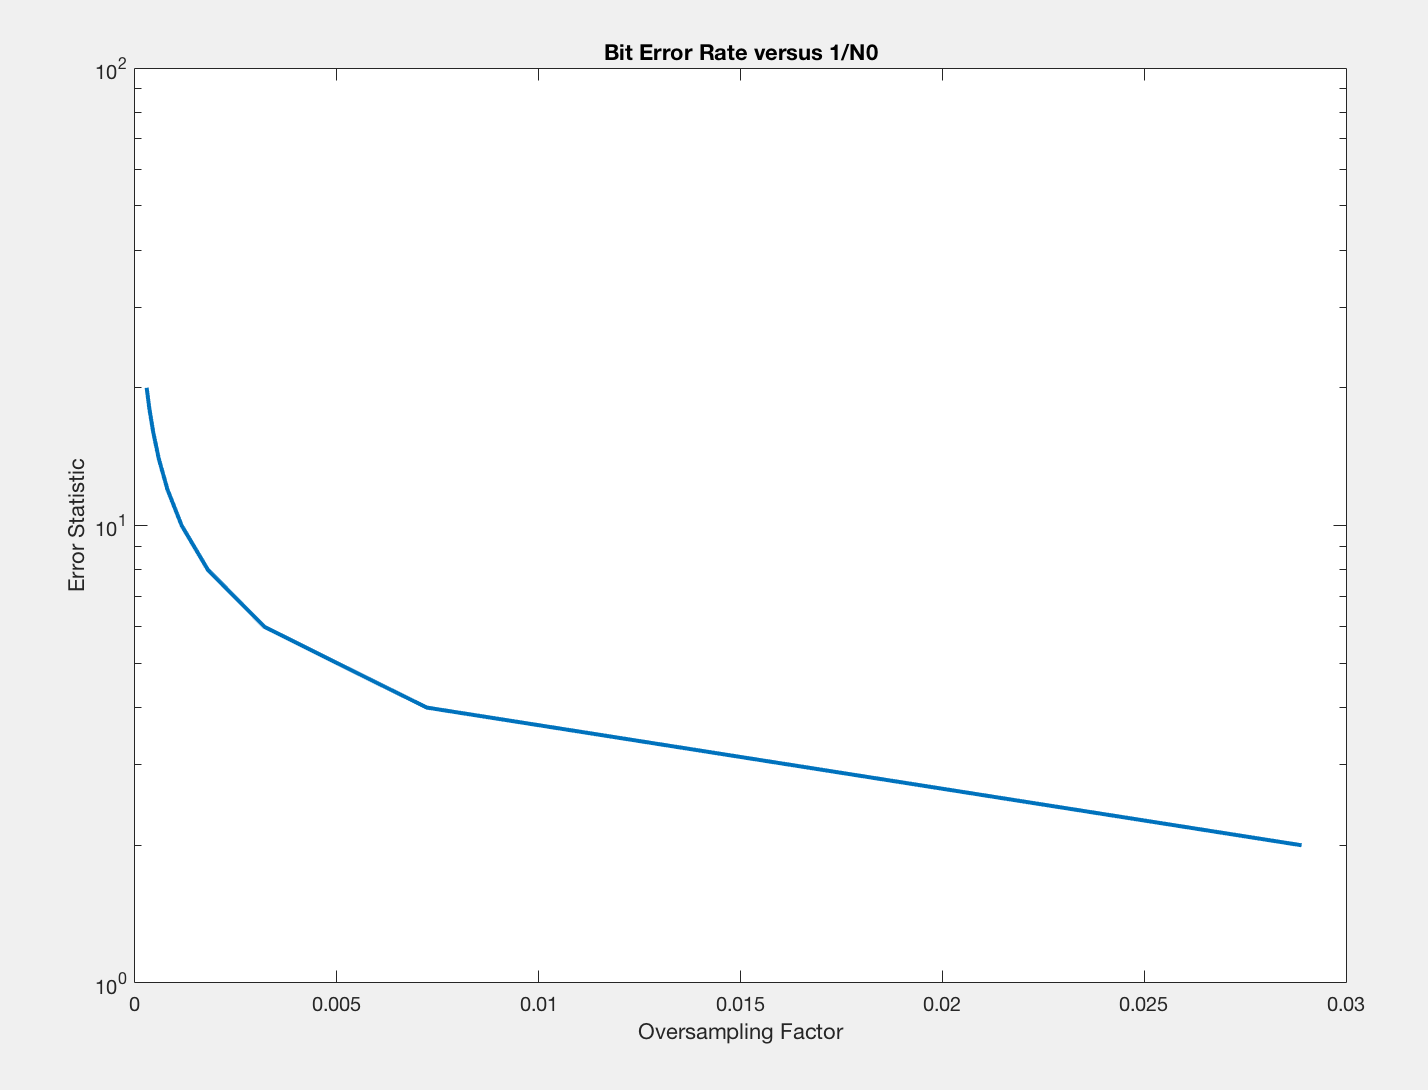 Bit Error Rate versus 1/N0
10^2
10^1
10^0
Error Statistic
0 0.005 0.01 0.015 0.02 0.025 0.03
Oversampling Factor